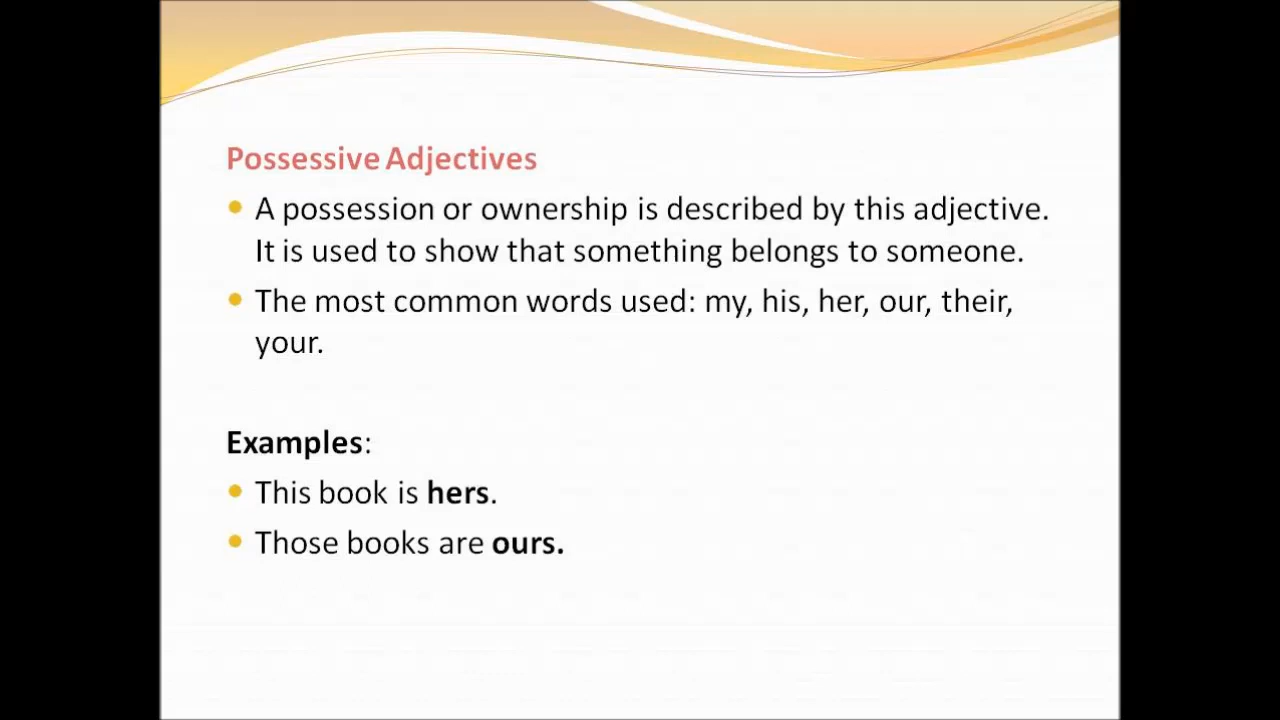 Possessive Adjectives
A possession or ownership is described by this adjective.
It is used to show that something belongs to someone.
The most common words used: my, his, her, our, their,
your.
Examples:
This book is hers.
Those books are ours.